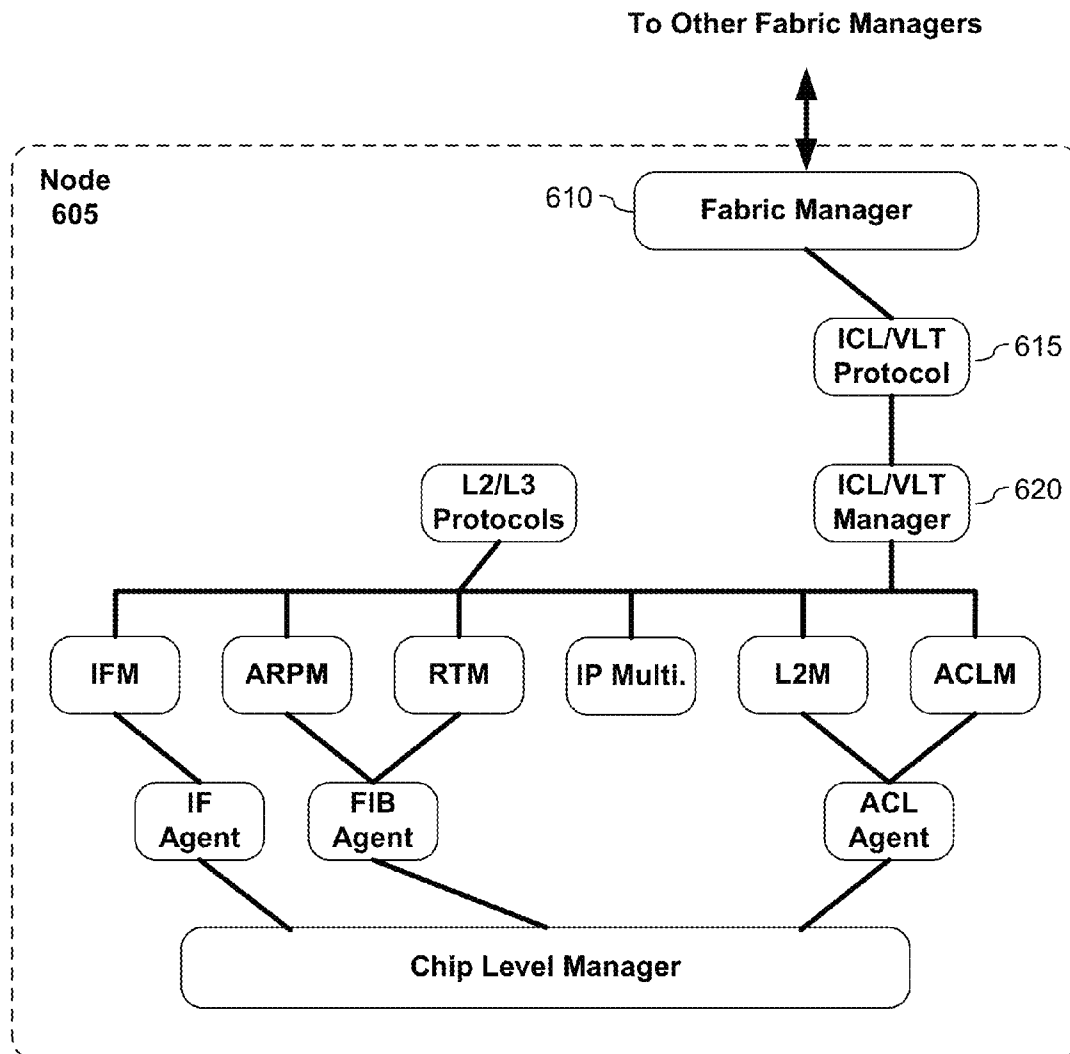 To Other Fabric Managers
Node
605
610
Fabric Manager
ICL/VLT
Protocol
615
L2/L3
Protocols
ICL/VLT
Manager
620
IFM
ARPM
RTM
IP Multi.
L2M
ACLM
IF
Agent
FIB
Agent
ACL
Agent
Chip Level Manager